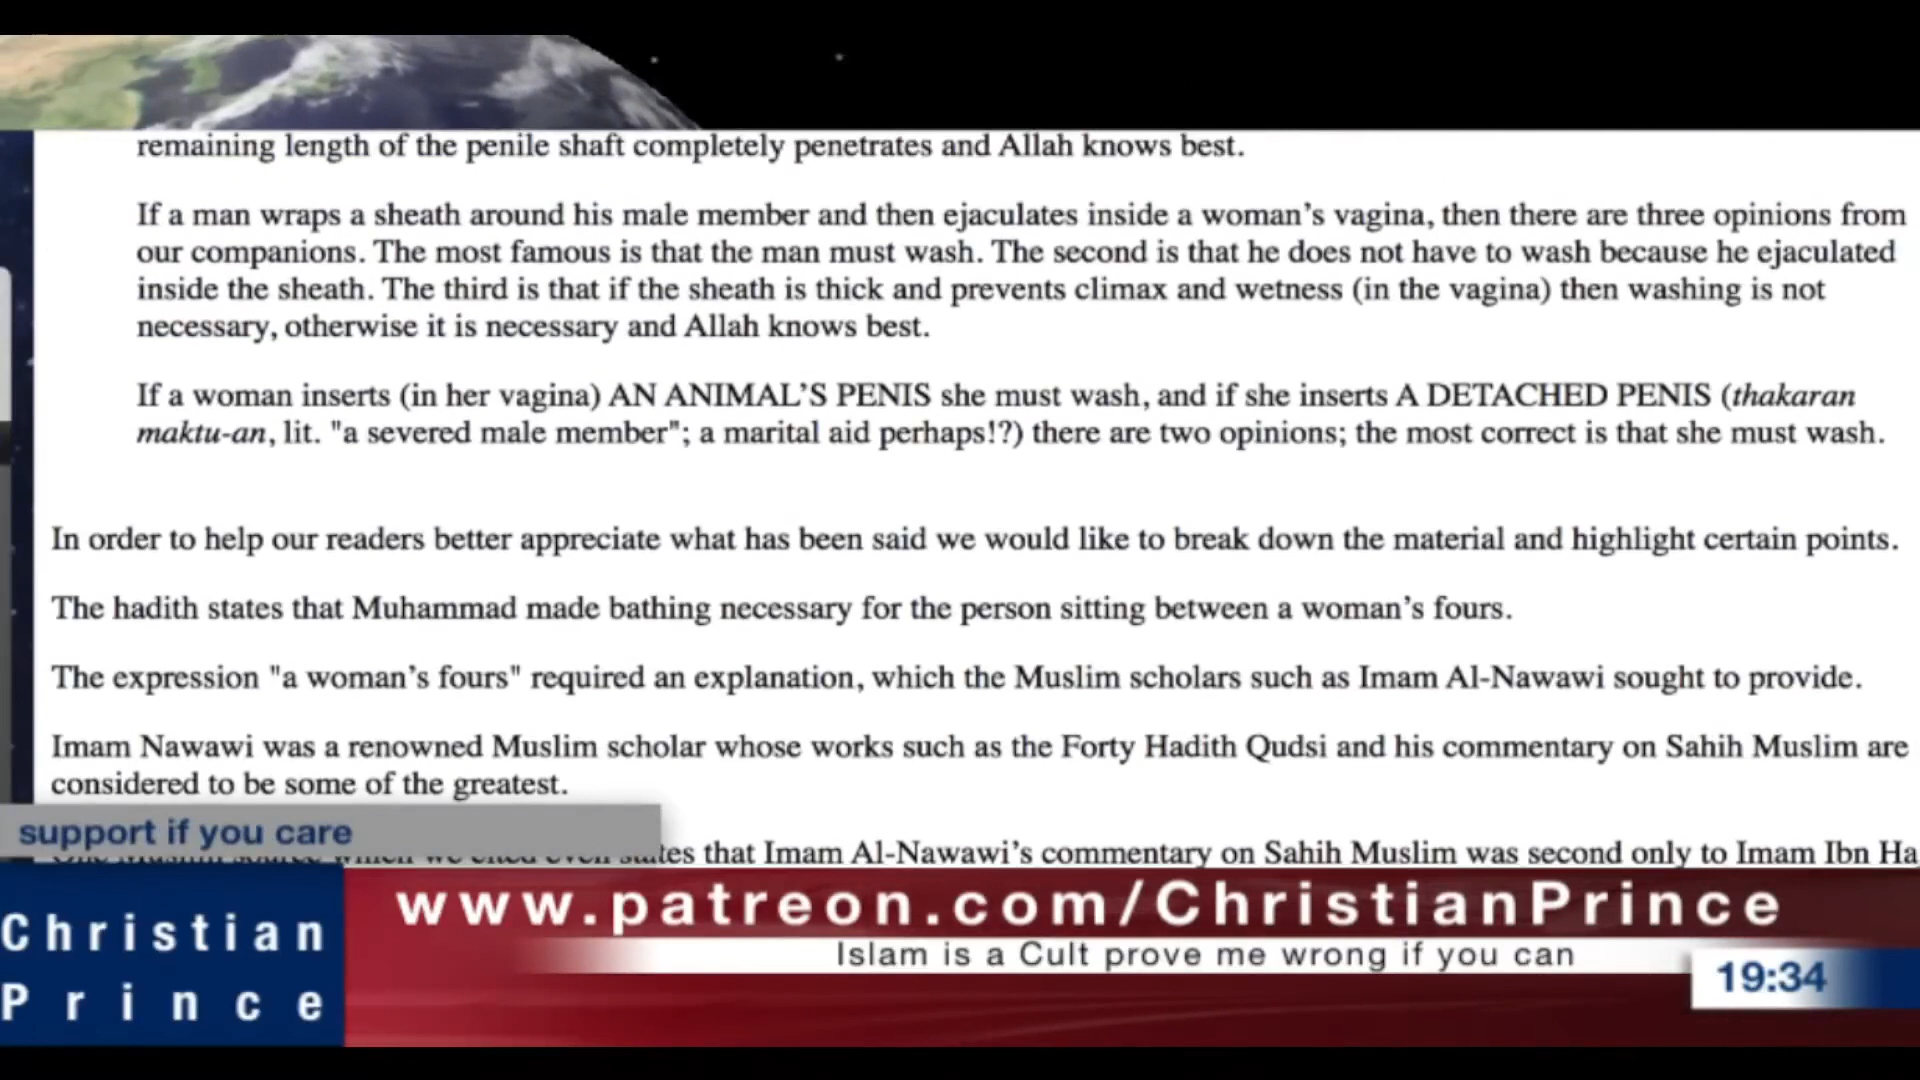 remaining length of the penile shaft completely penetrates and Allah knows best.
If a man wraps a sheath around his male member and then ejaculates inside a woman's vagina, then there are three opinions from
our companions. The most famous is that the man must wash. The second is that he does not have to wash because he ejaculated
inside the sheath. The third is that if the sheath is thick and prevents climax and wetness (in the vagina) then washing is not
necessary, otherwise it is necessary and Allah knows best.
If a woman inserts (in her vagina) AN ANIMAL'S PENIS she must wash, and if she inserts A DETACHED PENIS (thakaran
maktu-an, lit. "a severed male member"; a marital aid perhaps!?) there are two opinions; the most correct is that she must wash.
In order to help our readers better appreciate what has been said we would like to break down the material and highlight certain points.
The hadith states that Muhammad made bathing necessary for the person sitting between a woman's fours.
The expression "a woman's fours" required an explanation, which the Muslim scholars such as Imam Al-Nawawi sought to provide.
Imam Nawawi was a renowned Muslim scholar whose works such as the Forty Hadith Qudsi and his commentary on Sahih Muslim are
considered to be some of the greatest.
support if you care
that Imam Al-Nawawi's commentary on Sahih Muslim was second only to Imam Ibn Ha
www.patreon.com/ChristianPrince
Islam is a Cult prove me wrong if you can
Christian
Prince
19:34